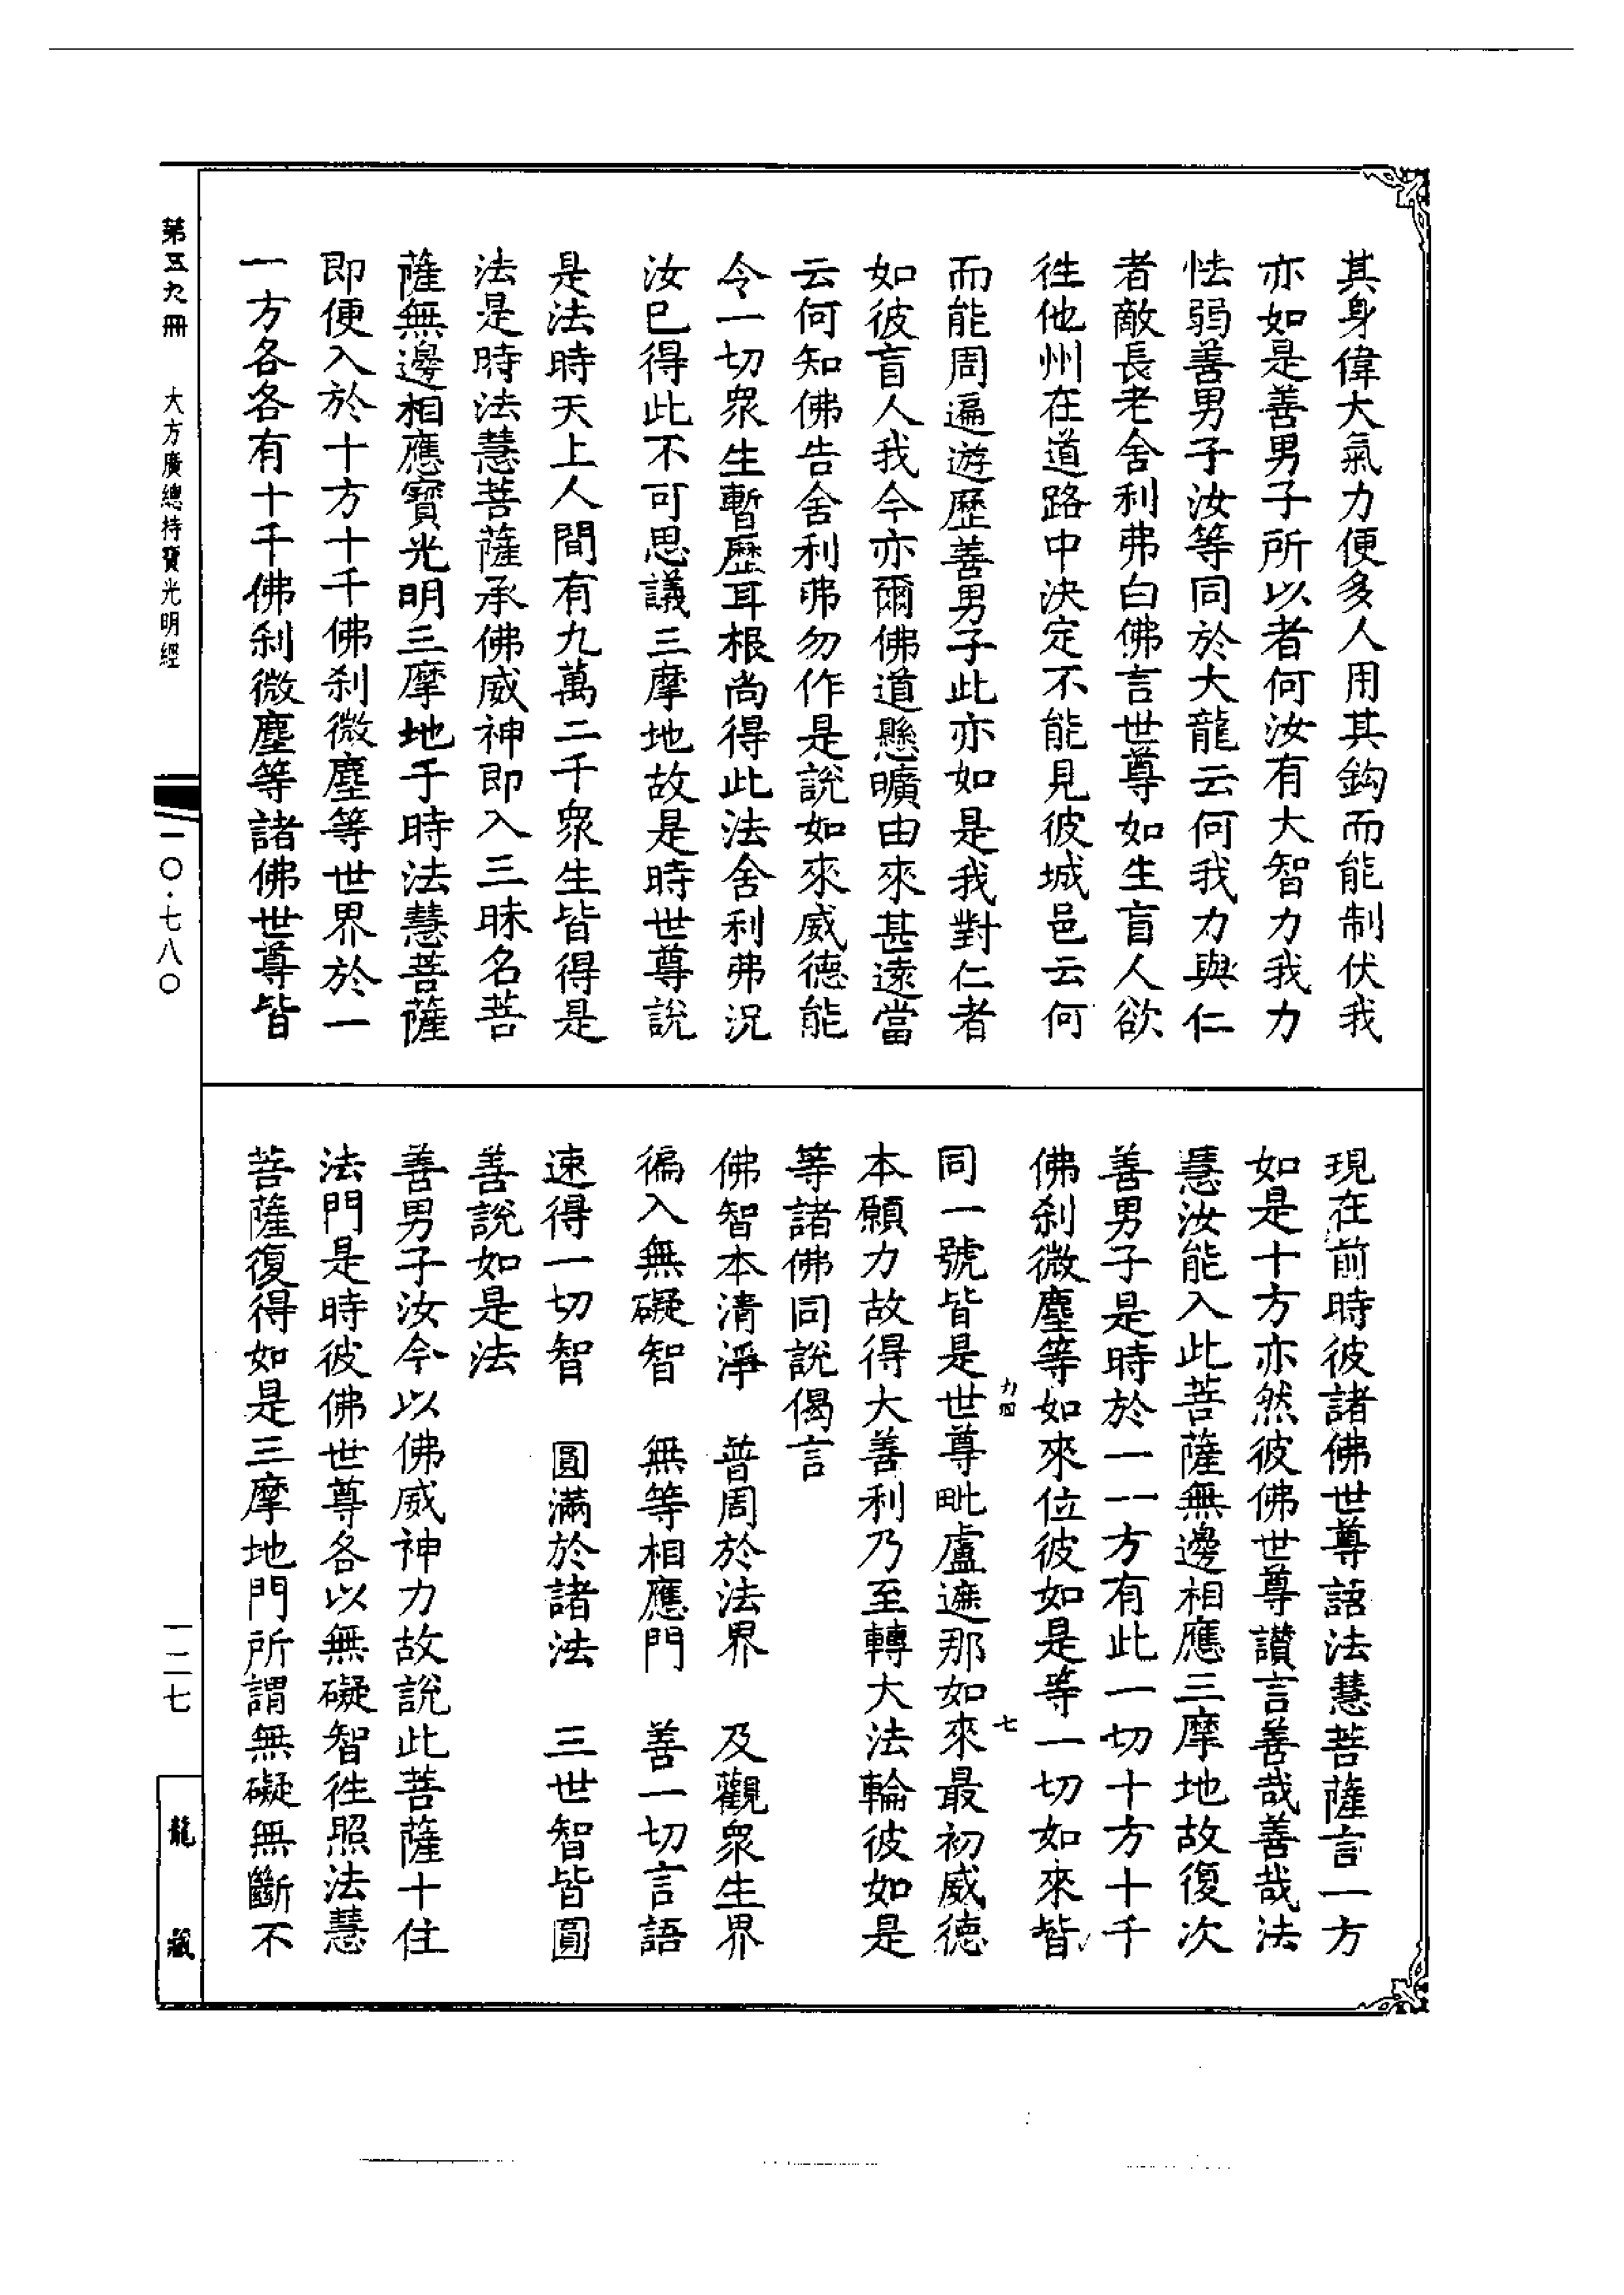 其身偉大氣力便多人用其鈎而能制伏我
亦如是善男子所以者何汝有大智力我力
怯弱善男子汝等同於大龍云何我力與仁
者敵長老舍利弗白佛言世尊如生盲人欲
徃他州在道路中決定不能見彼城邑云何
而能周遍遊歷善男子此亦如是我對仁者
如彼盲人我今亦爾佛道懸曠由來甚遠當
云何知佛告舍利弗勿作是說如來威德能
令一切眾生暫歷耳根尚得此法舍利弗況
汝已得此不可思議三摩地故是時世尊說
是法時天上人間有九萬二千眾生皆得是
法是時法慧菩薩承佛威神即入三昧名菩
薩無邊相應寶光明三摩地于時法慧菩薩
即便入於十方十千佛剎微塵等世界於一
一方各各有十千佛剎微塵等諸佛世尊皆
現在前時彼諸佛世尊語法慧菩薩言一方
如是十方亦然彼佛世尊讚言善哉善哉法
慧汝能入此菩薩無邊相應三摩地故復次
善男子是時於一一方有此一切十方十千
佛剎微塵等如來位彼如是等一切如來皆
力四 七
同一號皆是世尊毗盧遮那如來最初威德
本願力故得大善利乃至轉大法輪彼如是
等諸佛同說偈言
佛智本清淨 普周於法界 及觀眾生界
徧入無礙智 無等相應門 善一切言語
速得一切智 圓滿於諸法 三世智皆圓
善說如是法
善男子汝今以佛威神力故說此菩薩十住
法門是時彼佛世尊各以無礙智徃照法慧
菩薩復得如是三摩地門所謂無礙無斷不
第五九冊 大方廣總持寶光明經 一〇·七八〇 一二七 龍藏